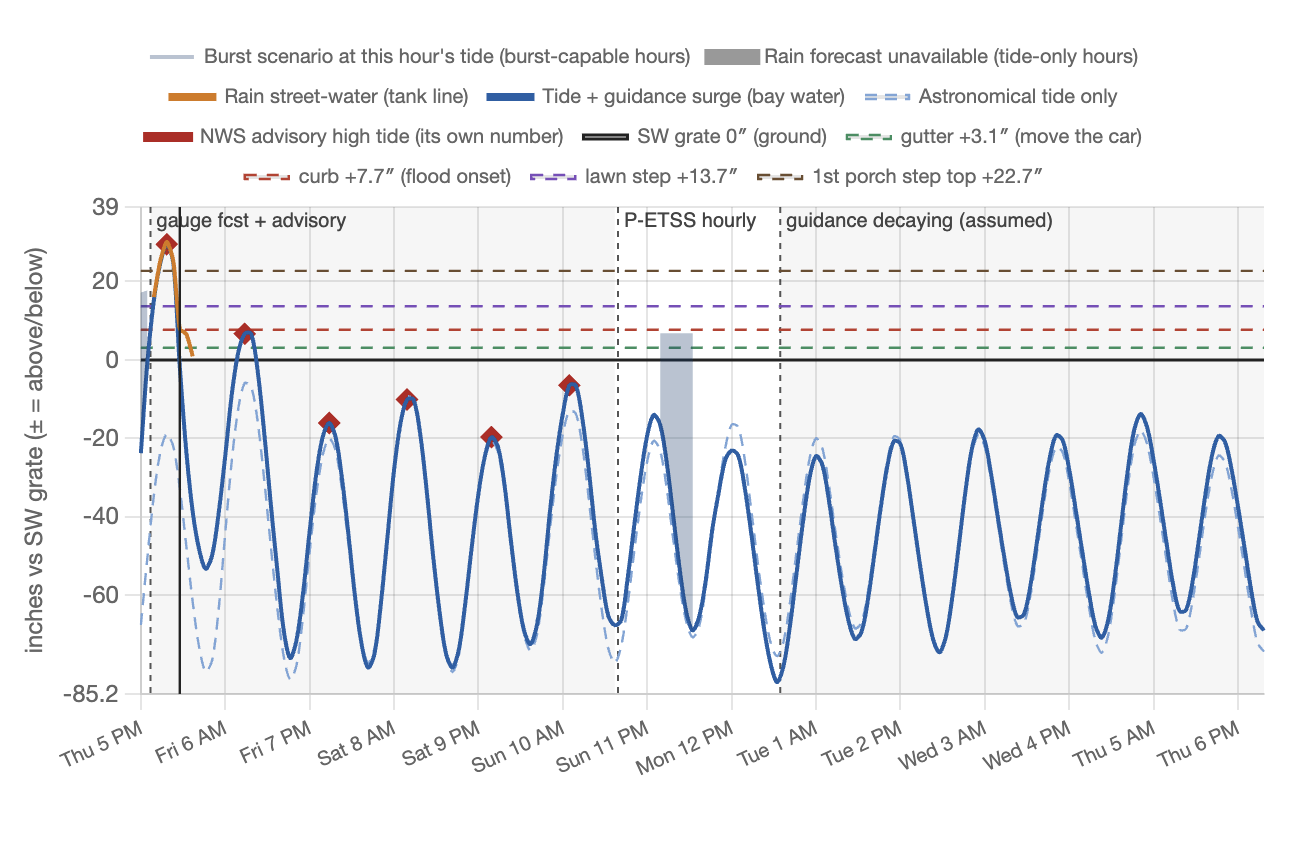 Burst scenario at this hour's tide (burst-capable hours) Rain forecast unavailable (tide-only hours)
Rain street-water (tank line) Tide + guidance surge (bay water) Astronomical tide only
NWS advisory high tide (its own number) SW grate 0″ (ground) gutter +3.1″ (move the car)
curb +7.7″ (flood onset) lawn step +13.7″ 1st porch step top +22.7″
inches vs SW grate (± = above/below)
39
20
0
-20
-40
-60
-85.2
gauge fcst + advisory P-ETSS hourly guidance decaying (assumed)
Thu 5 PM Fri 6 AM Fri 7 PM Sat 8 AM Sat 9 PM Sun 10 AM Sun 11 PM Mon 12 PM Tue 1 AM Tue 2 PM Wed 3 AM Wed 4 PM Thu 5 AM Thu 6 PM